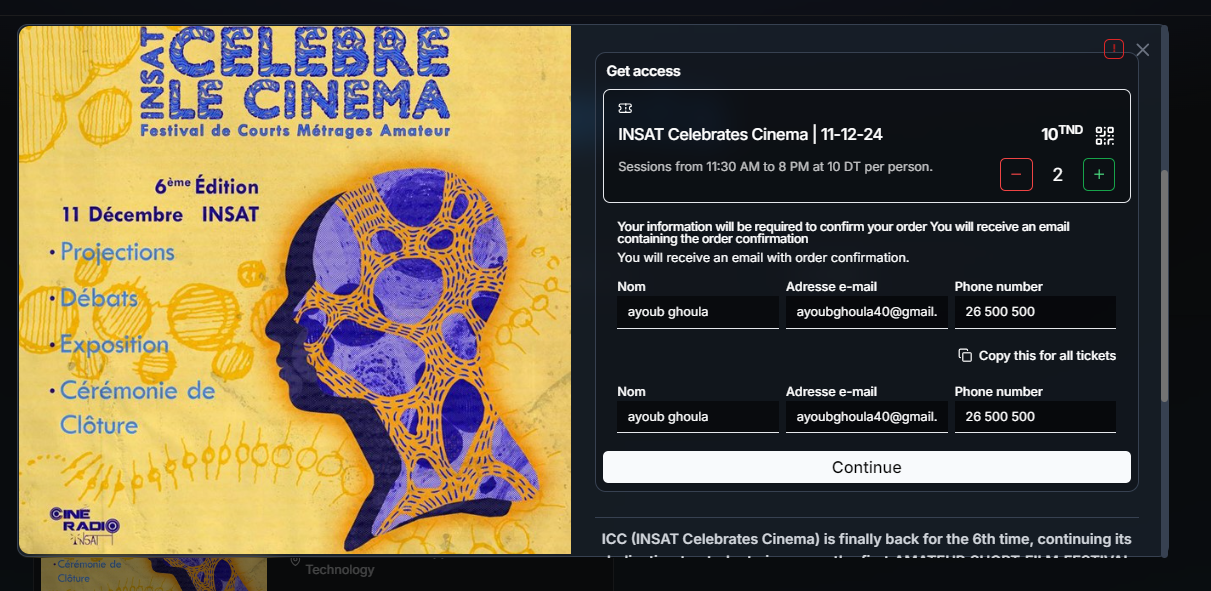 INSAT
CELEBRE
LE CINEMA
Festival de Courts Métrages Amateur
6ème Édition
11 Décembre INSAT
• Projections
• Débats
• Exposition
• Cérémonie de
Clôture
CINE
RADIO
INSAT
Get access
INSAT Celebrates Cinema | 11-12-24
10TND
Sessions from 11:30 AM to 8 PM at 10 DT per person.
− 2 +
Your information will be required to confirm your order You will receive an email
containing the order confirmation
You will receive an email with order confirmation.
Nom Adresse e-mail Phone number
ayoub ghoula ayoubghoula40@gmail. 26 500 500
Copy this for all tickets
Nom Adresse e-mail Phone number
ayoub ghoula ayoubghoula40@gmail. 26 500 500
Continue
ICC (INSAT Celebrates Cinema) is finally back for the 6th time, continuing its
AMATEUR SHORT FILM FESTIVAL
• Cérémonie de
Clôture
Technology